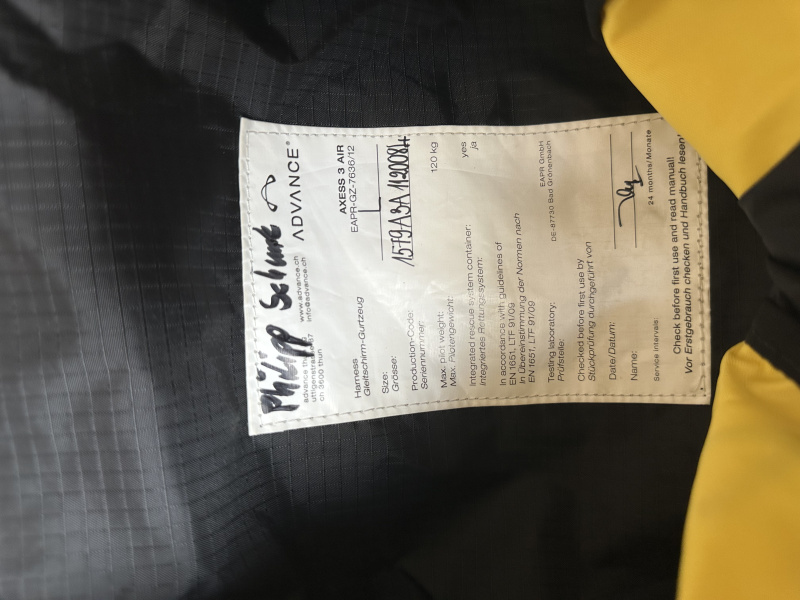 Philipp Schunk
ADVANCE®
advance thun
uttigenstrasse 87 www.advance.ch
ch 3600 thun info@advance.ch
Harness AXESS 3 AIR
Gleitschirm-Gurtzeug EAPR-GZ-7636/12
Size: L
Grösse:
Production-Code:
Seriennummer:
Max. pilot weight: 120 kg
Max. Pilotengewicht:
Integrated rescue system container: yes
Integriertes Rettungssystem: ja
In accordance with guidelines of
EN 1651, LTF 91/09
In Übereinstimmung der Normen nach
EN 1651, LTF 91/09
Testing laboratory: EAPR GmbH
Prüfstelle: DE-87730 Bad Grönenbach
Checked before first use by
Stückprüfung durchgeführt von
Date/Datum:
Name:
Service intervals: 24 months/Monate
Check before first use and read manual!
Vor Erstgebrauch checken und Handbuch lesen!